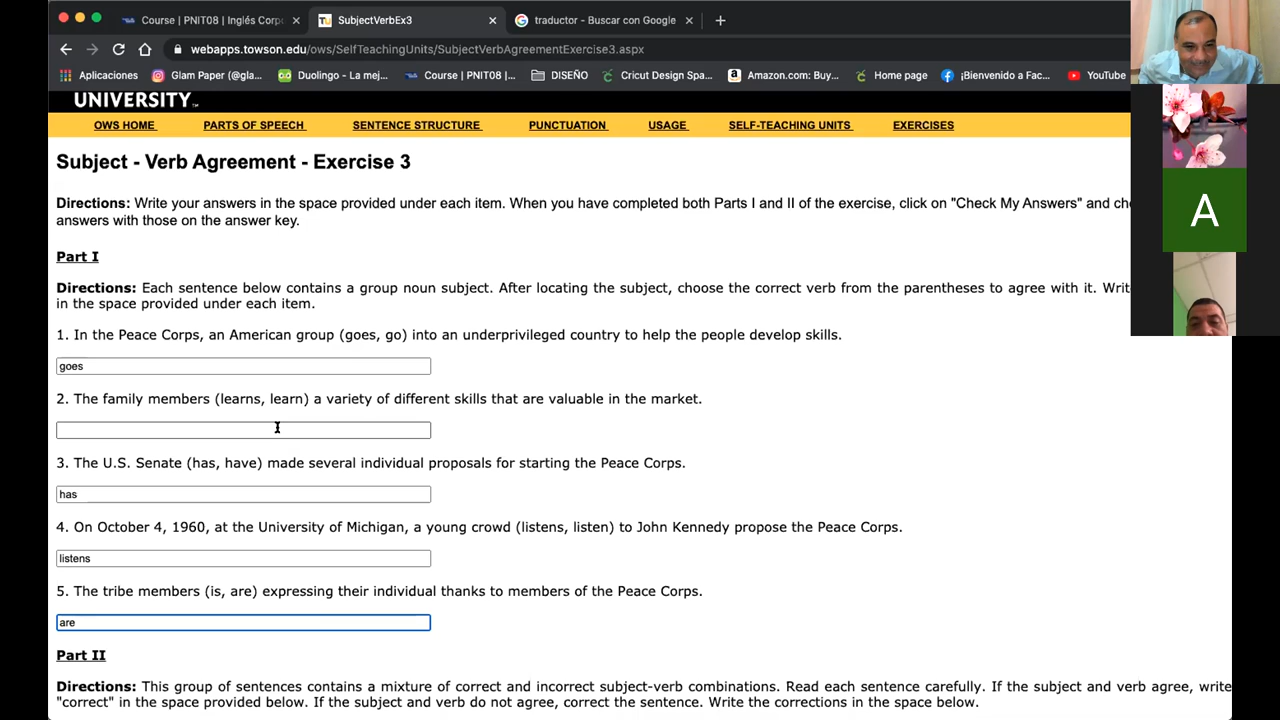 Course | PNIT08 | Inglés Corpo
SubjectVerbEx3
traductor - Buscar con Google
webapps.towson.edu/ows/SelfTeachingUnits/SubjectVerbAgreementExercise3.aspx
Aplicaciones Glam Paper (@gla... Duolingo - La mej... Course | PNIT08 |... DISEÑO Cricut Design Spa... Amazon.com: Buy... Home page ¡Bienvenido a Fac... YouTube
UNIVERSITY™
OWS HOME PARTS OF SPEECH SENTENCE STRUCTURE PUNCTUATION USAGE SELF-TEACHING UNITS EXERCISES
A
Subject - Verb Agreement - Exercise 3
Directions: Write your answers in the space provided under each item. When you have completed both Parts I and II of the exercise, click on "Check My Answers" and
answers with those on the answer key.
Part I
Directions: Each sentence below contains a group noun subject. After locating the subject, choose the correct verb from the parentheses to agree with it.
in the space provided under each item.
1. In the Peace Corps, an American group (goes, go) into an underprivileged country to help the people develop skills.
goes
2. The family members (learns, learn) a variety of different skills that are valuable in the market.
3. The U.S. Senate (has, have) made several individual proposals for starting the Peace Corps.
has
4. On October 4, 1960, at the University of Michigan, a young crowd (listens, listen) to John Kennedy propose the Peace Corps.
listens
5. The tribe members (is, are) expressing their individual thanks to members of the Peace Corps.
are
Part II
Directions: This group of sentences contains a mixture of correct and incorrect subject-verb combinations. Read each sentence carefully. If the subject and verb agree, write
"correct" in the space provided below. If the subject and verb do not agree, correct the sentence. Write the corrections in the space below.